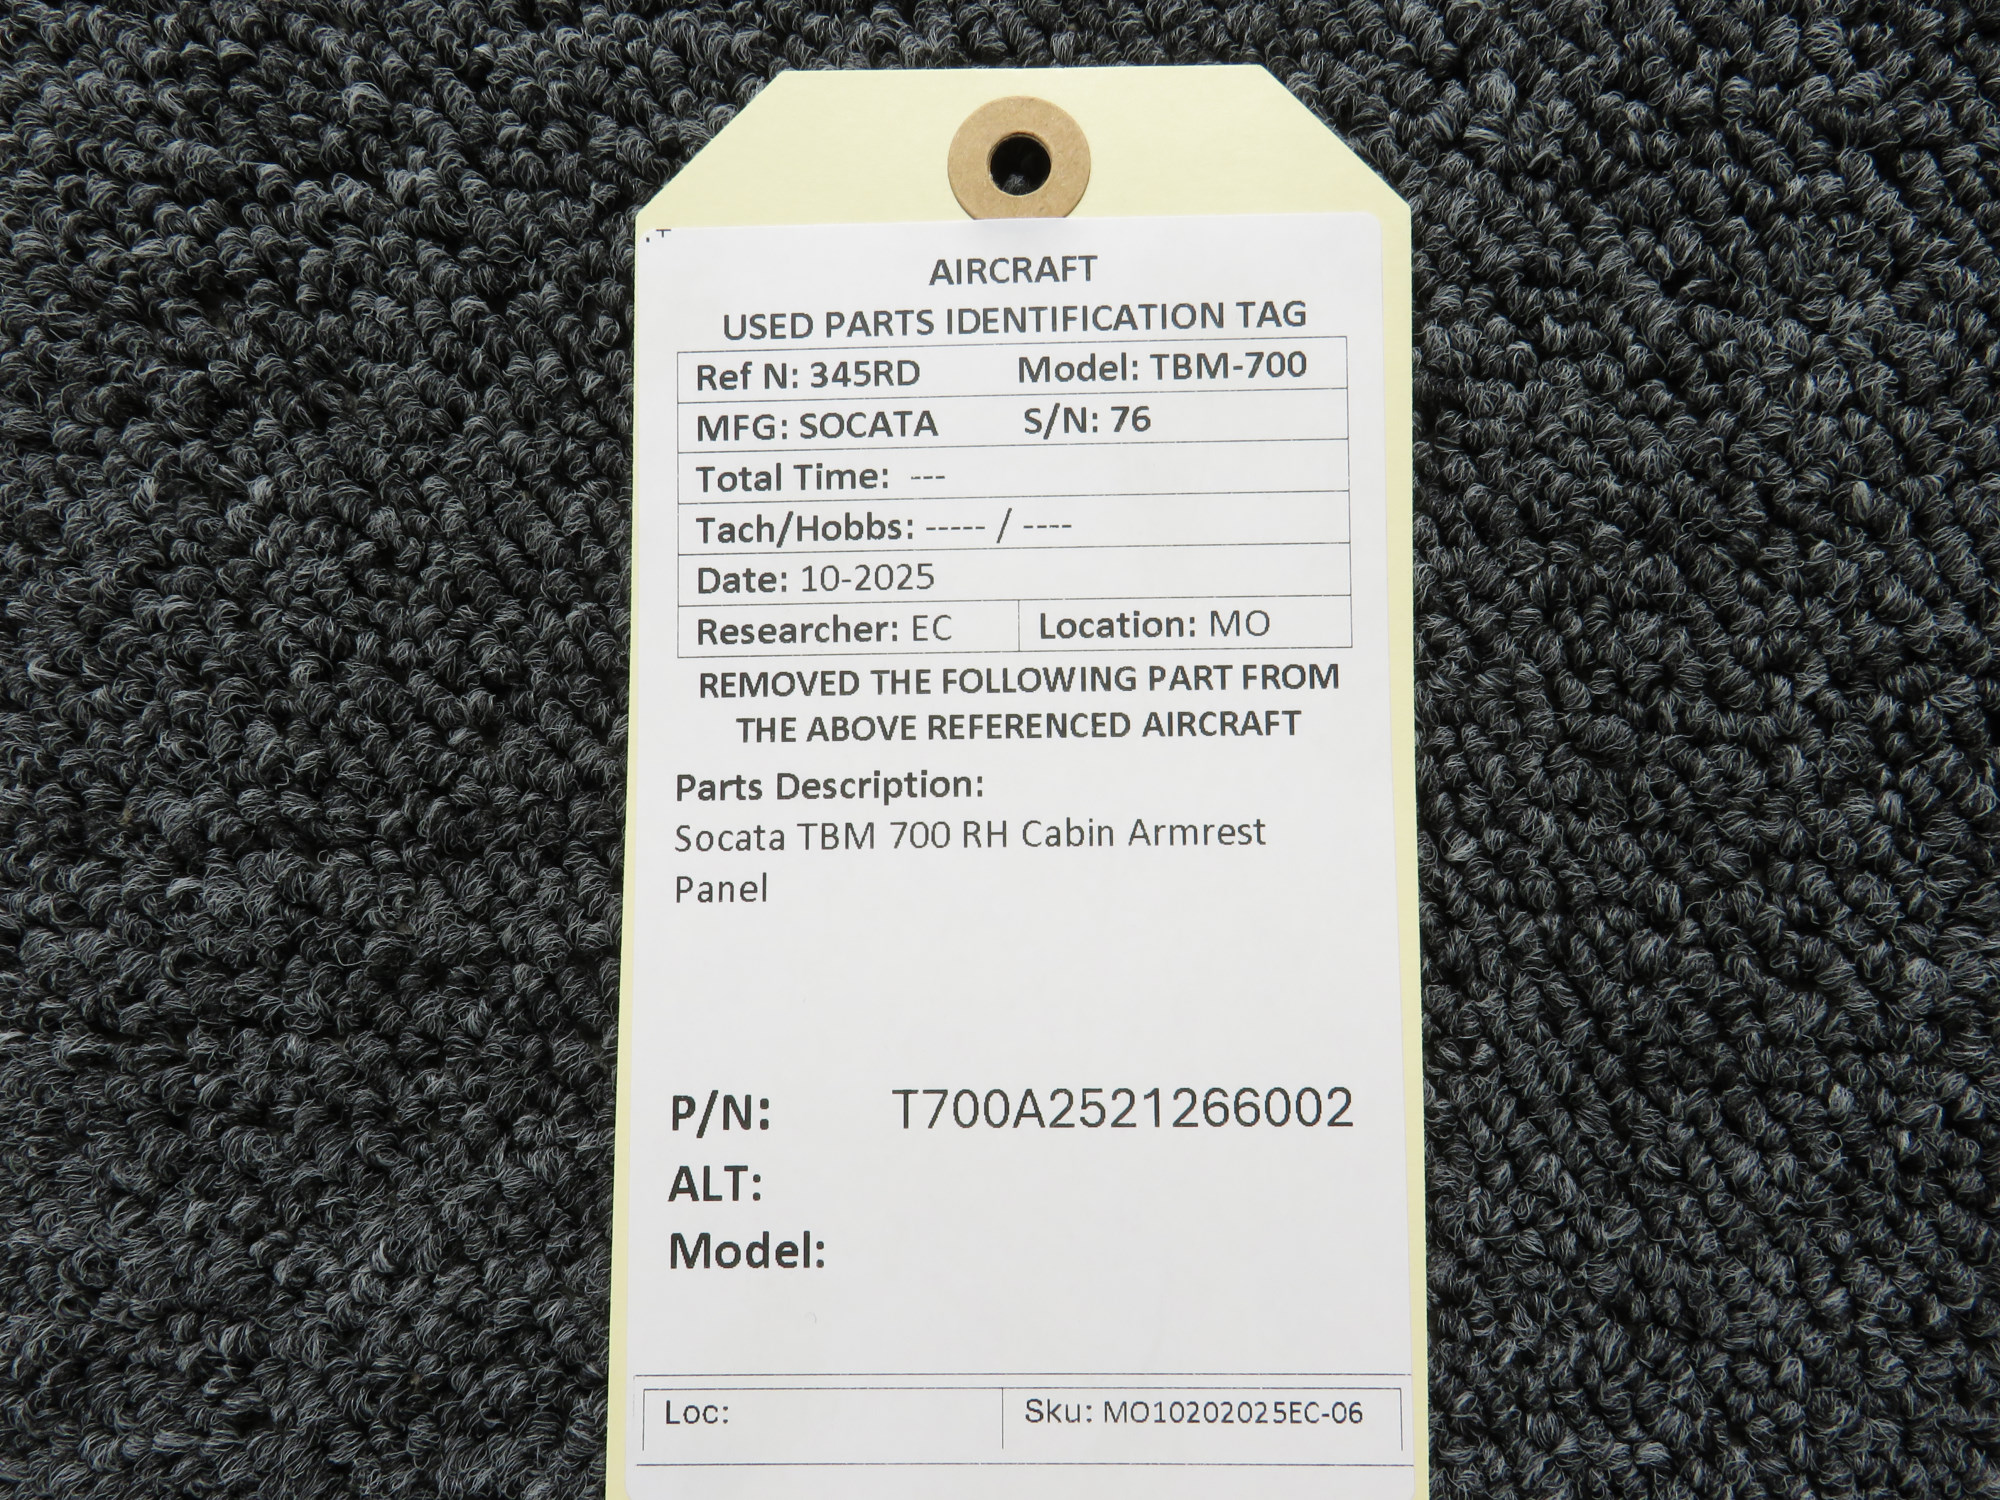 AIRCRAFT
USED PARTS IDENTIFICATION TAG
Ref N: 345RD Model: TBM-700
MFG: SOCATA S/N: 76
Total Time: ---
Tach/Hobbs: ----- / ----
Date: 10-2025
Researcher: EC Location: MO
REMOVED THE FOLLOWING PART FROM
THE ABOVE REFERENCED AIRCRAFT
Parts Description:
Socata TBM 700 RH Cabin Armrest
Panel
P/N: T700A2521266002
ALT:
Model:
Loc: Sku: MO10202025EC-06